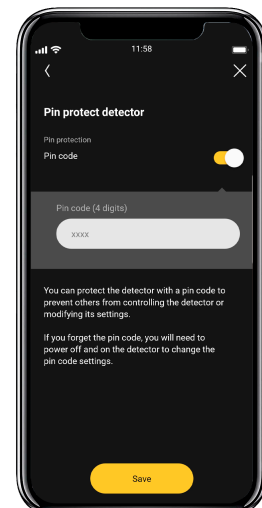 11:58
Pin protect detector
Pin protection
Pin code
Pin code (4 digits)
xxxx
You can protect the detector with a pin code to
prevent others from controlling the detector or
modifying its settings.
If you forget the pin code, you will need to
power off and on the detector to change the
pin code settings.
Save